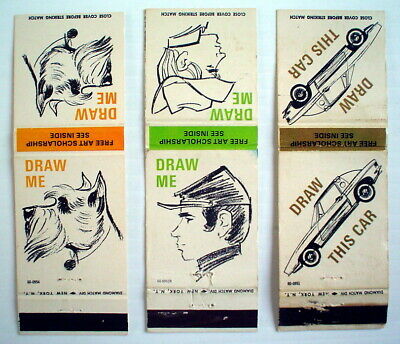 CLOSE COVER BEFORE STRIKING MATCH
DRAW
ME
FREE ART SCHOLARSHIP
SEE INSIDE
DRAW
ME
DIAMOND MATCH DIV NEW YORK, N.Y.
CLOSE COVER BEFORE STRIKING MATCH
DRAW
ME
FREE ART SCHOLARSHIP
SEE INSIDE
DRAW
ME
DIAMOND MATCH DIV NEW YORK, N.Y.
CLOSE COVER BEFORE STRIKING MATCH
DRAW
THIS CAR
FREE ART SCHOLARSHIP
SEE INSIDE
DRAW
THIS CAR
DIAMOND MATCH DIV NEW YORK, N.Y.